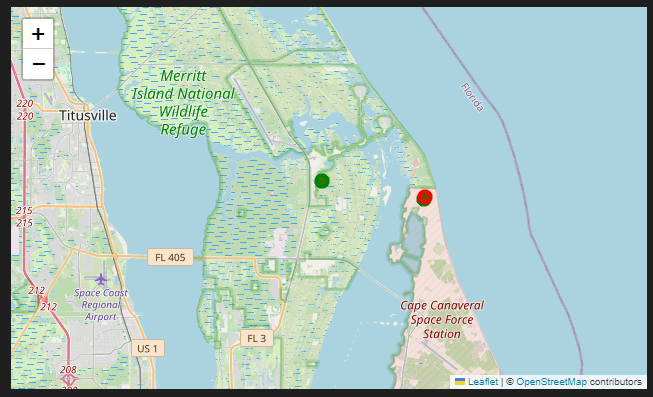 +
−
Merritt
Island National
Wildlife
Refuge
Florida
220
220
Titusville
215
215
FL 405
212
212
Space Coast
Regional
Airport
Cape Canaveral
Space Force
Station
US 1
FL 3
208
Leaflet | © OpenStreetMap contributors